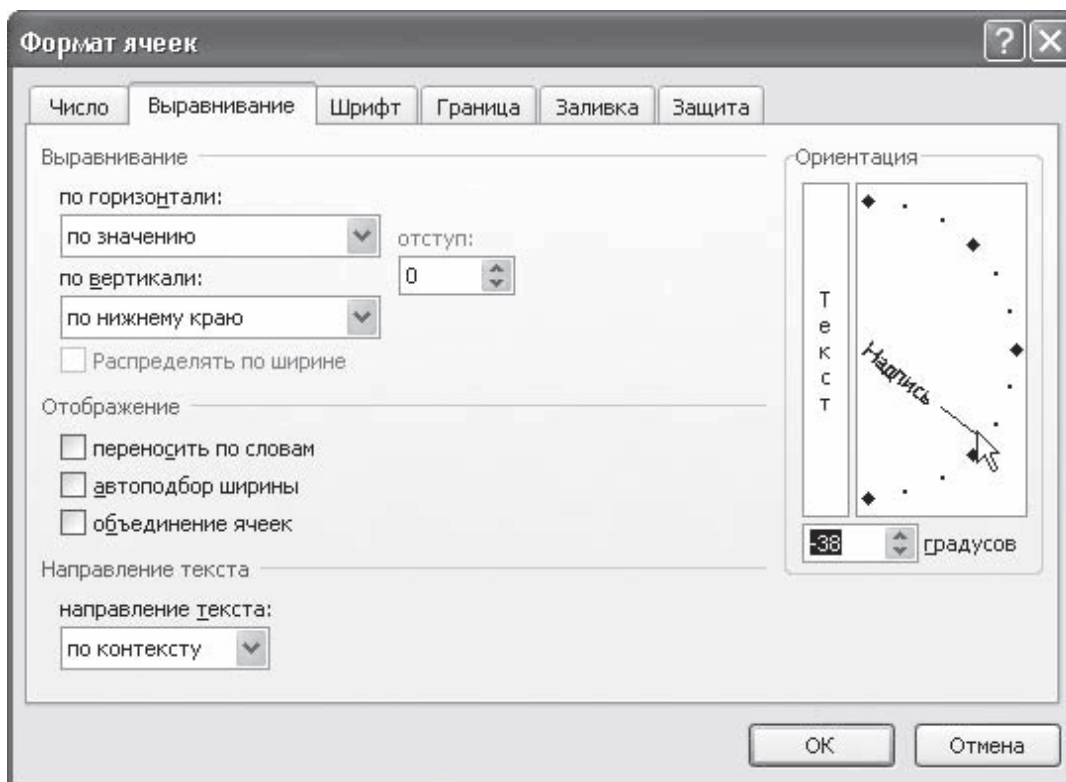 Формат ячеек
Число Выравнивание Шрифт Граница Заливка Защита
Выравнивание
по горизонтали:
по значению
отступ:
0
по вертикали:
по нижнему краю
Распределять по ширине
Отображение
переносить по словам
автоподбор ширины
объединение ячеек
Направление текста
направление текста:
по контексту
Ориентация
Текст
Надпись
-38 градусов
ОК Отмена